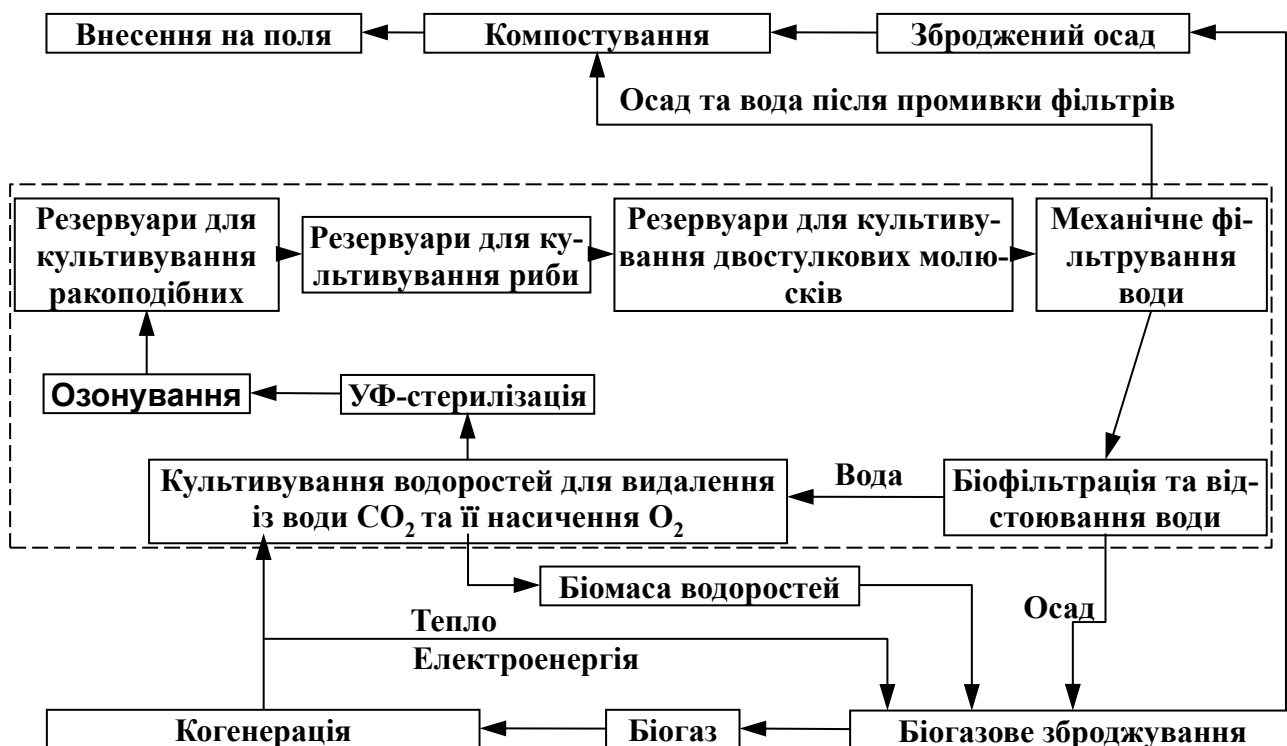 Внесення на поля
Компостування
Зброджений осад
Осад та вода після промивки фільтрів
Резервуари для
культивування
ракоподібних
Резервуари для ку-
льтивування риби
Резервуари для культиву-
вання двостулкових молю-
сків
Механічне фі-
льтрування
води
Озонування
УФ-стерилізація
Культивування водоростей для видалення
із води CO₂ та її насичення O₂
Вода
Біофільтрація та від-
стоювання води
Біомаса водоростей
Осад
Тепло
Електроенергія
Когенерація
Біогаз
Біогазове зброджування